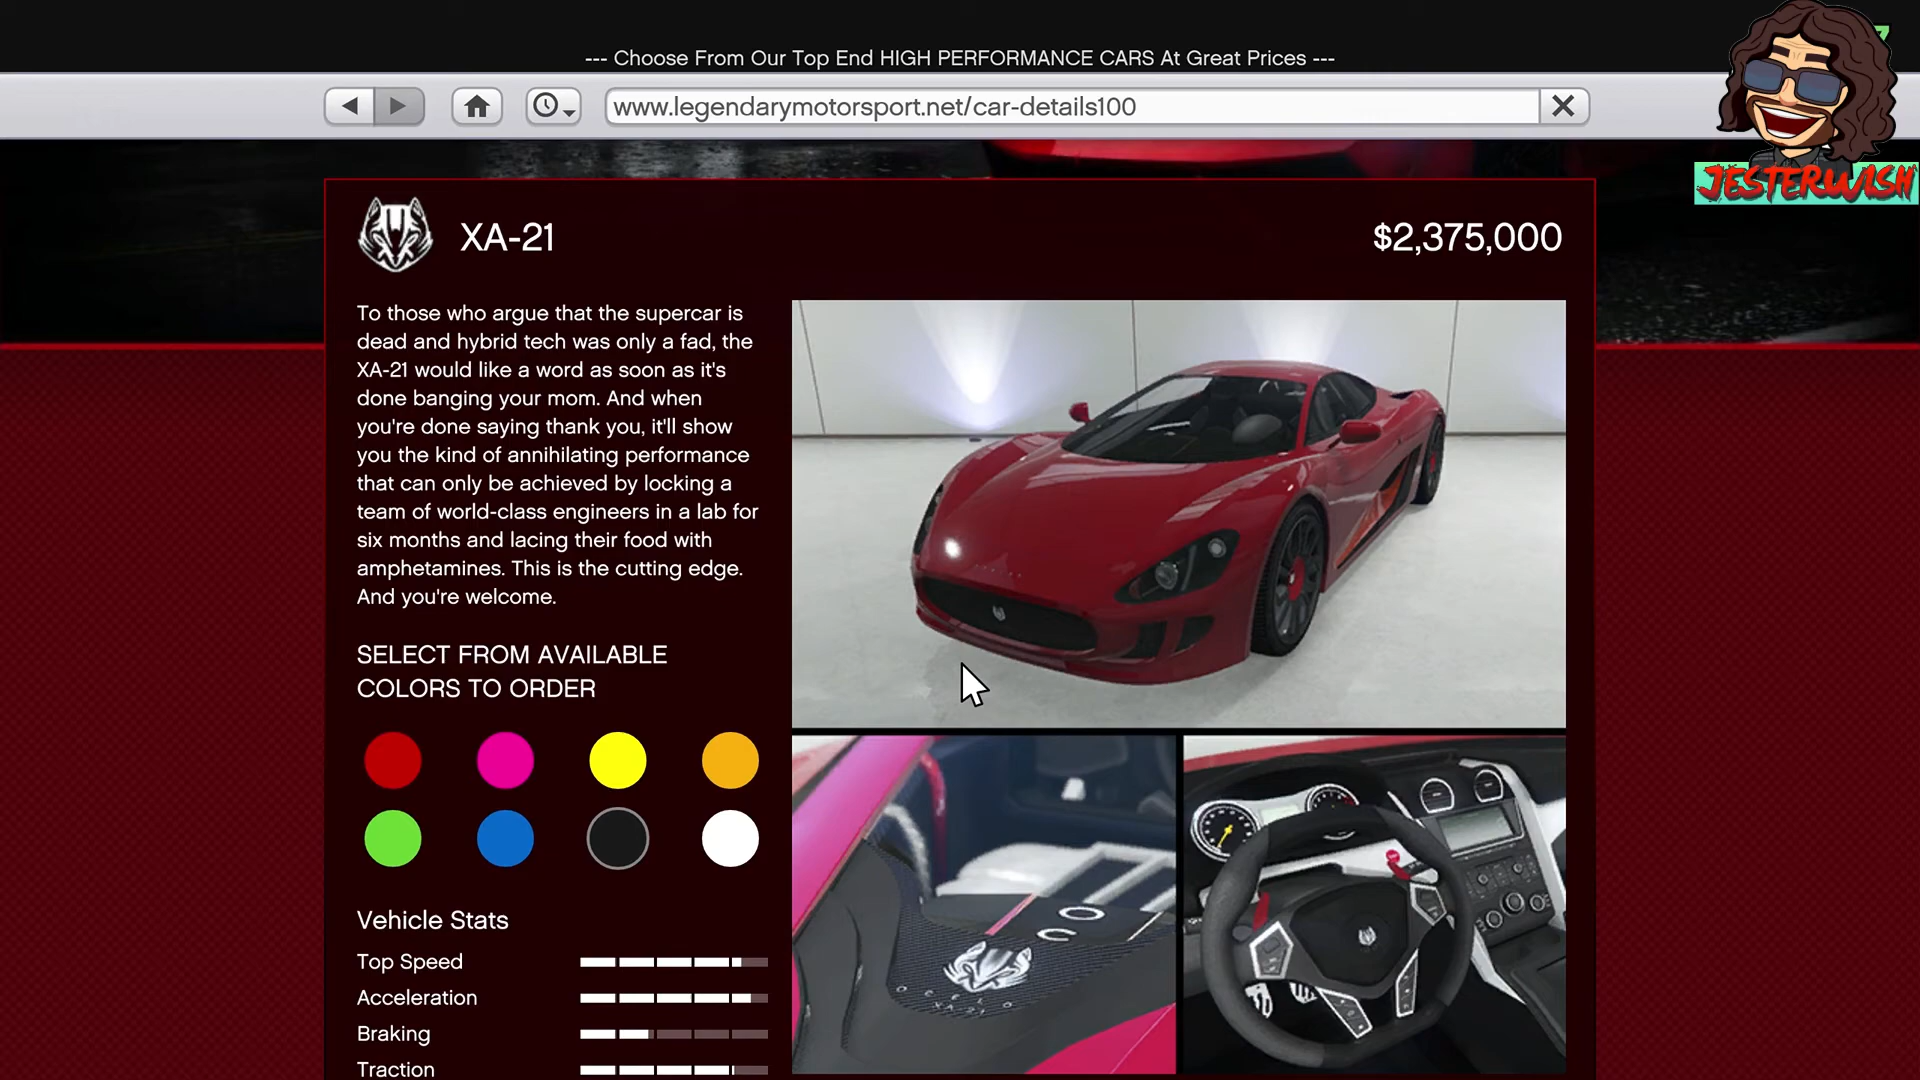 --- Choose From Our Top End HIGH PERFORMANCE CARS At Great Prices ---
www.legendarymotorsport.net/car-details100
JESTERWISH
XA-21
$2,375,000
To those who argue that the supercar is
dead and hybrid tech was only a fad, the
XA-21 would like a word as soon as it's
done banging your mom. And when
you're done saying thank you, it'll show
you the kind of annihilating performance
that can only be achieved by locking a
team of world-class engineers in a lab for
six months and lacing their food with
amphetamines. This is the cutting edge.
And you're welcome.
SELECT FROM AVAILABLE
COLORS TO ORDER
Vehicle Stats
Top Speed
Acceleration
Braking
Traction
OCELOT
XA-21